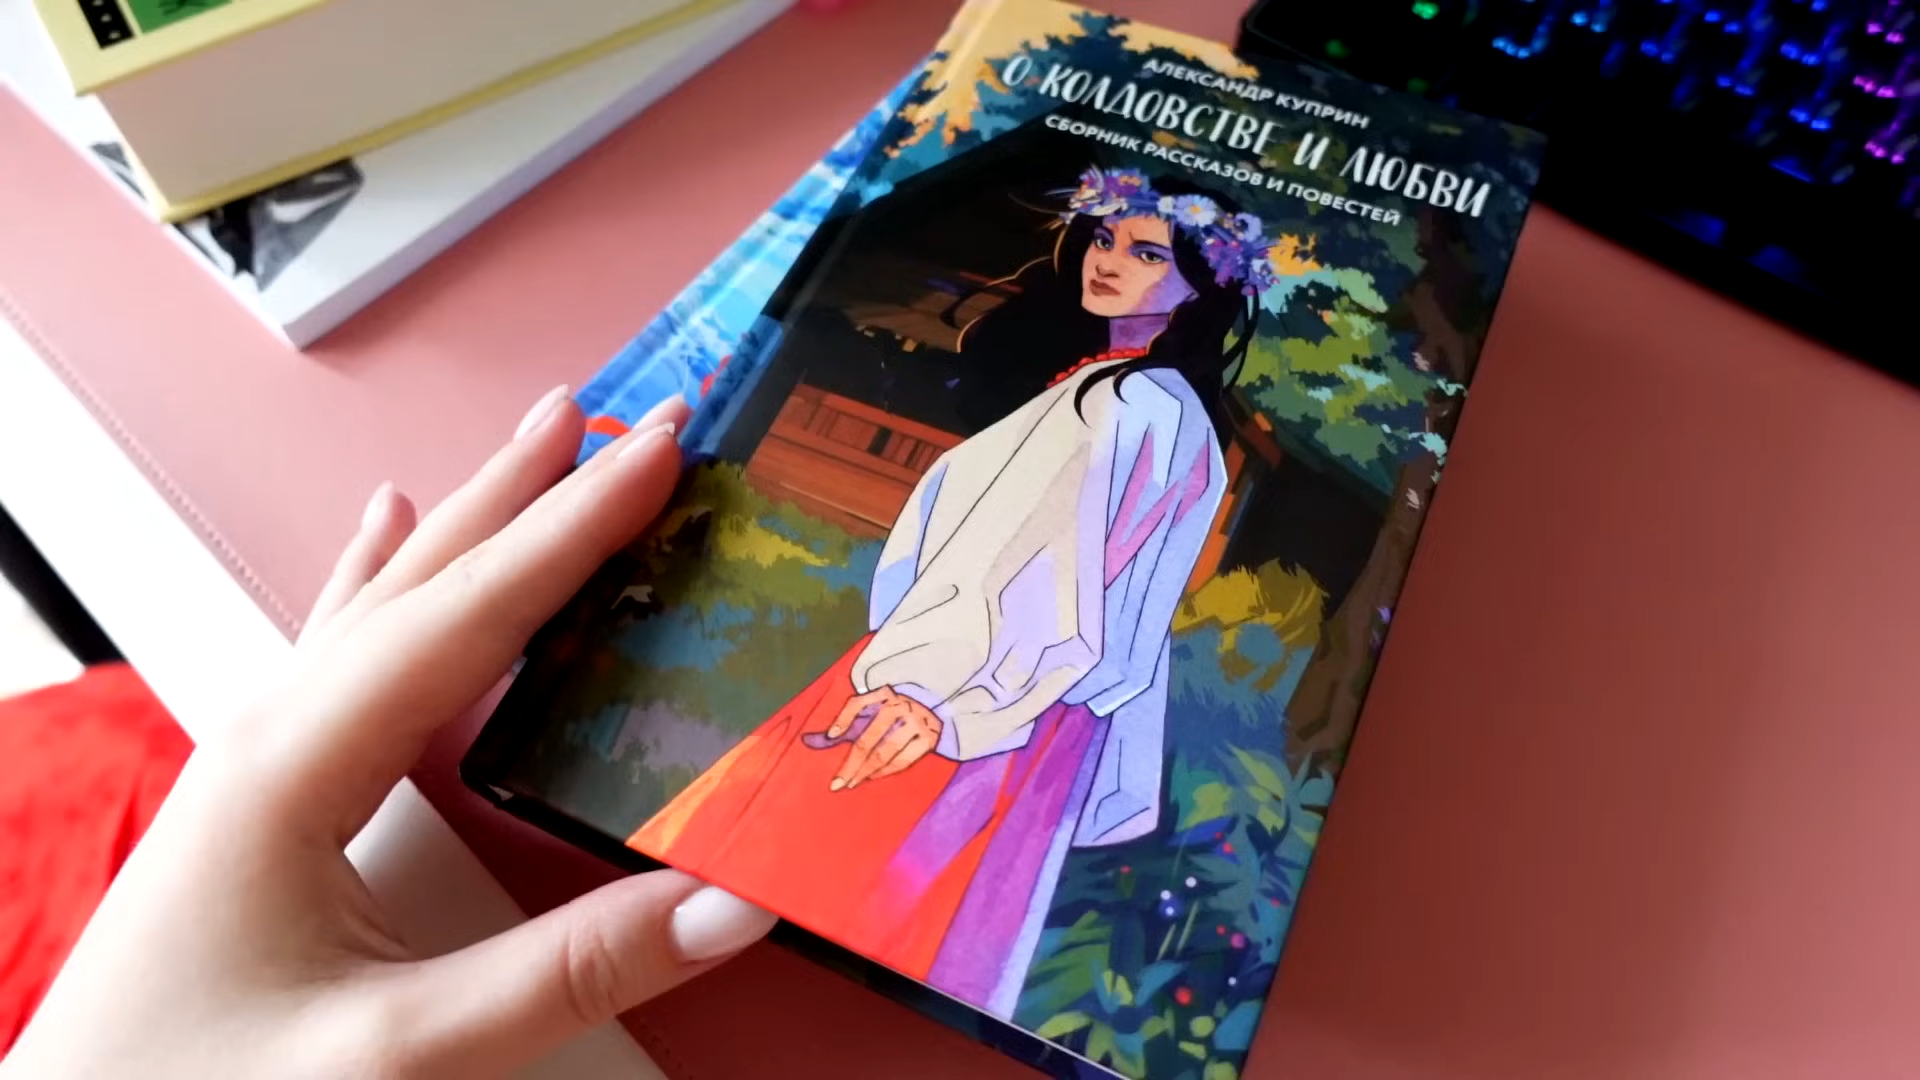 АЛЕКСАНДР КУПРИН
О КОЛДОВСТВЕ И ЛЮБВИ
СБОРНИК РАССКАЗОВ И ПОВЕСТЕЙ